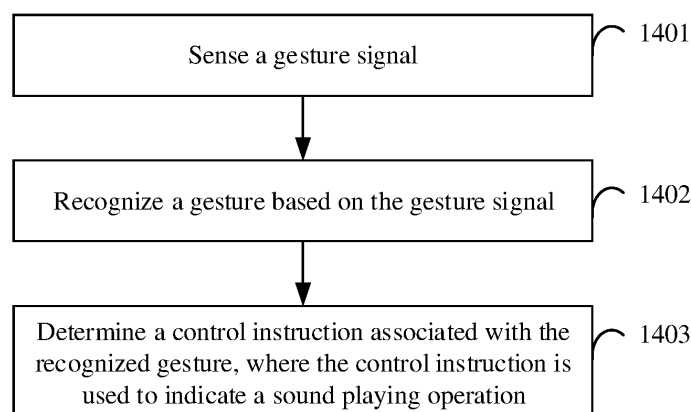 Sense a gesture signal
1401
Recognize a gesture based on the gesture signal
1402
Determine a control instruction associated with the
recognized gesture, where the control instruction is
used to indicate a sound playing operation
1403